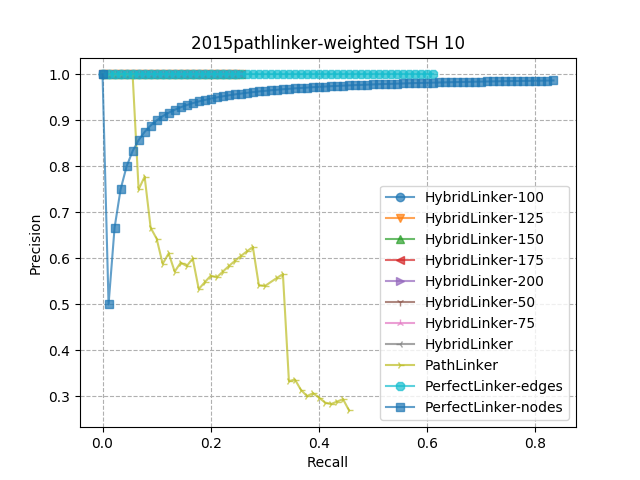 2015pathlinker-weighted TSH 10
1.0
0.9
0.8
0.7
0.6
0.5
0.4
0.3
Precision
0.0
0.2
0.4
0.6
0.8
Recall
HybridLinker-100
HybridLinker-125
HybridLinker-150
HybridLinker-175
HybridLinker-200
HybridLinker-50
HybridLinker-75
HybridLinker
PathLinker
PerfectLinker-edges
PerfectLinker-nodes